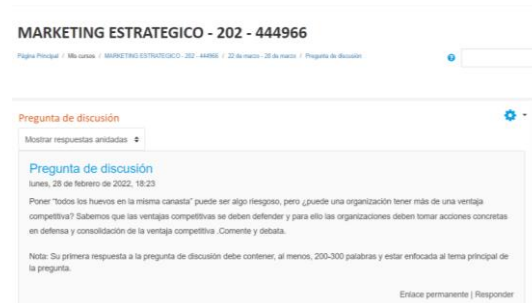 MARKETING ESTRATEGICO - 202 - 444966
Página Principal / Mis cursos / MARKETING ESTRATEGICO - 202 - 444966 / 22 de marzo - 28 de marzo / Pregunta de discusión
Pregunta de discusión
Mostrar respuestas anidadas
Pregunta de discusión
lunes, 28 de febrero de 2022, 18:23
Poner "todos los huevos en la misma canasta" puede ser algo riesgoso, pero ¿puede una organización tener más de una ventaja
competitiva? Sabemos que las ventajas competitivas se deben defender y para ello las organizaciones deben tomar acciones concretas
en defensa y consolidación de la ventaja competitiva .Comente y debata.
Nota: Su primera respuesta a la pregunta de discusión debe contener, al menos, 200-300 palabras y estar enfocada al tema principal de
la pregunta.
Enlace permanente | Responder